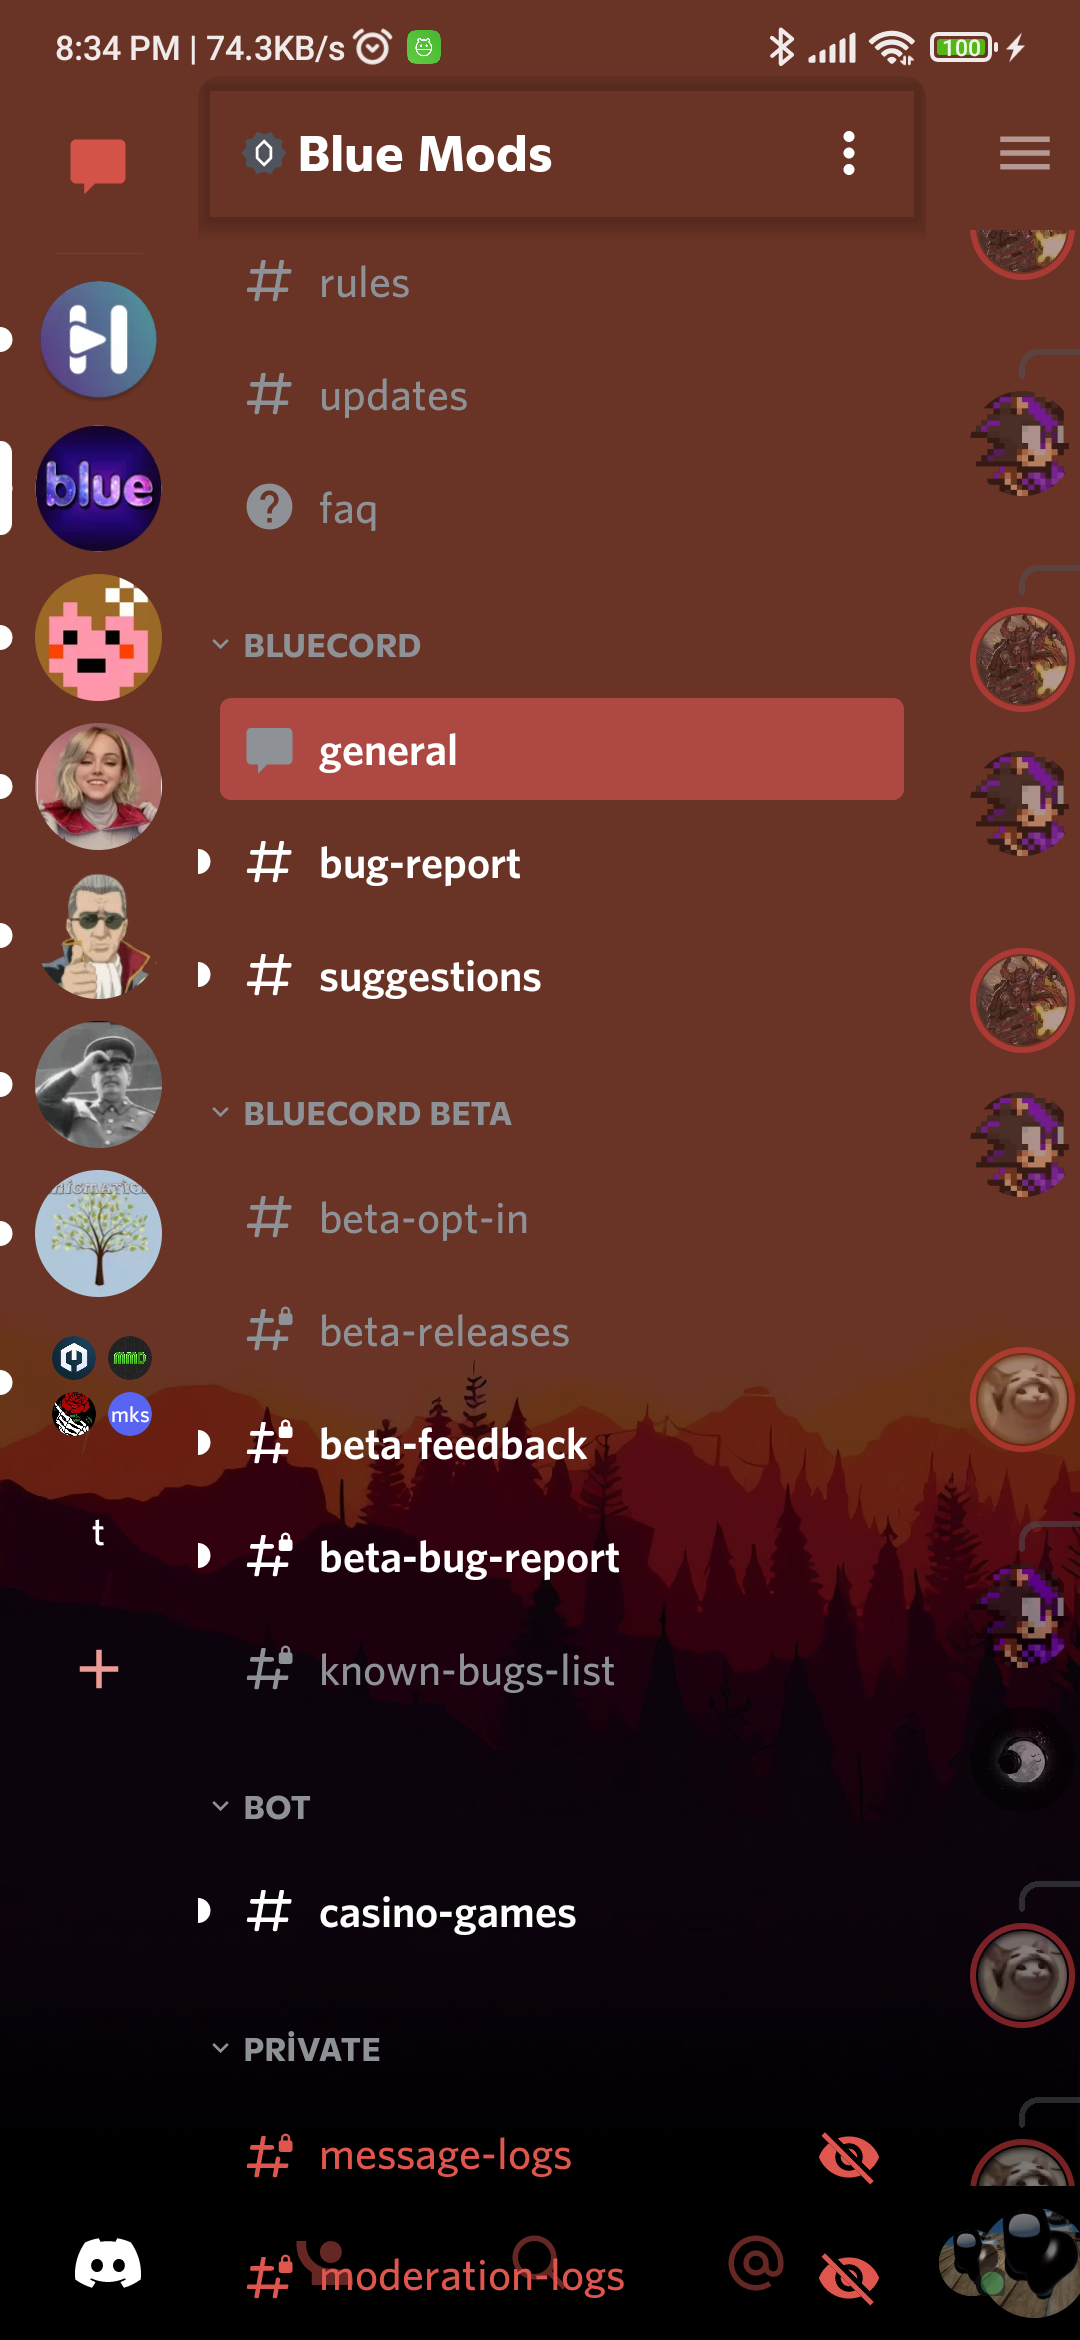 8:34 PM | 74.3KB/s
100
Blue Mods
rules
updates
faq
blue
BLUECORD
general
bug-report
suggestions
BLUECORD BETA
beta-opt-in
beta-releases
mmd
beta-feedback
mks
t
beta-bug-report
known-bugs-list
BOT
casino-games
PRİVATE
message-logs
moderation-logs